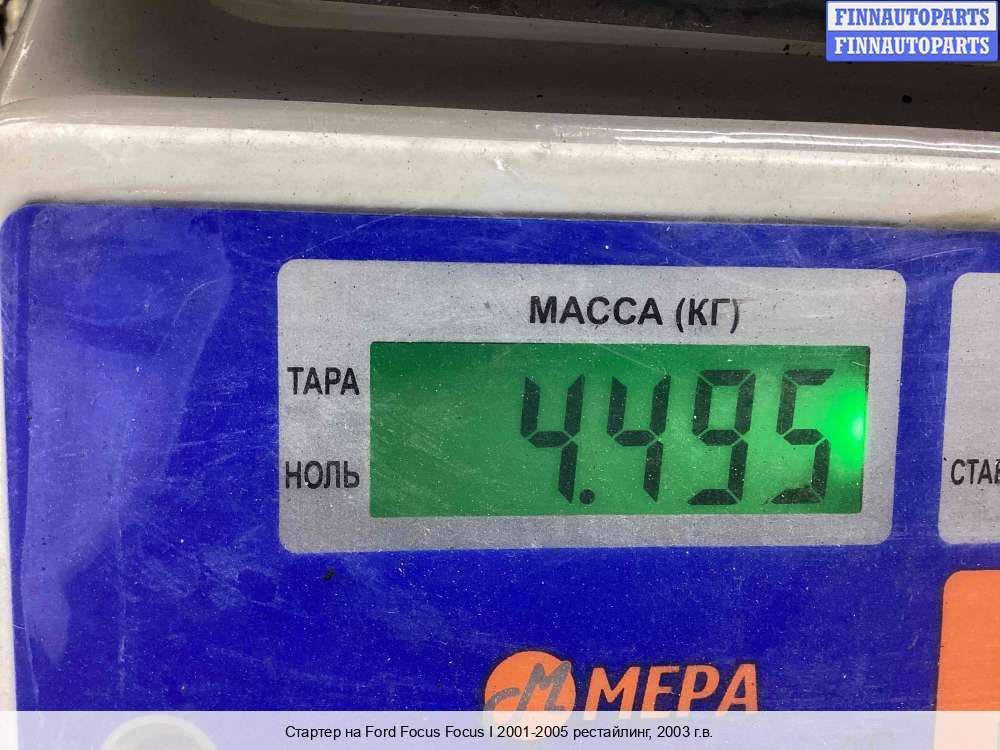 FINNAUTOPARTS
FINNAUTOPARTS
МАССА (КГ)
ТАРА
4.495
НОЛЬ
МЕРА
Стартер на Ford Focus Focus I 2001-2005 рестайлинг, 2003 г.в.